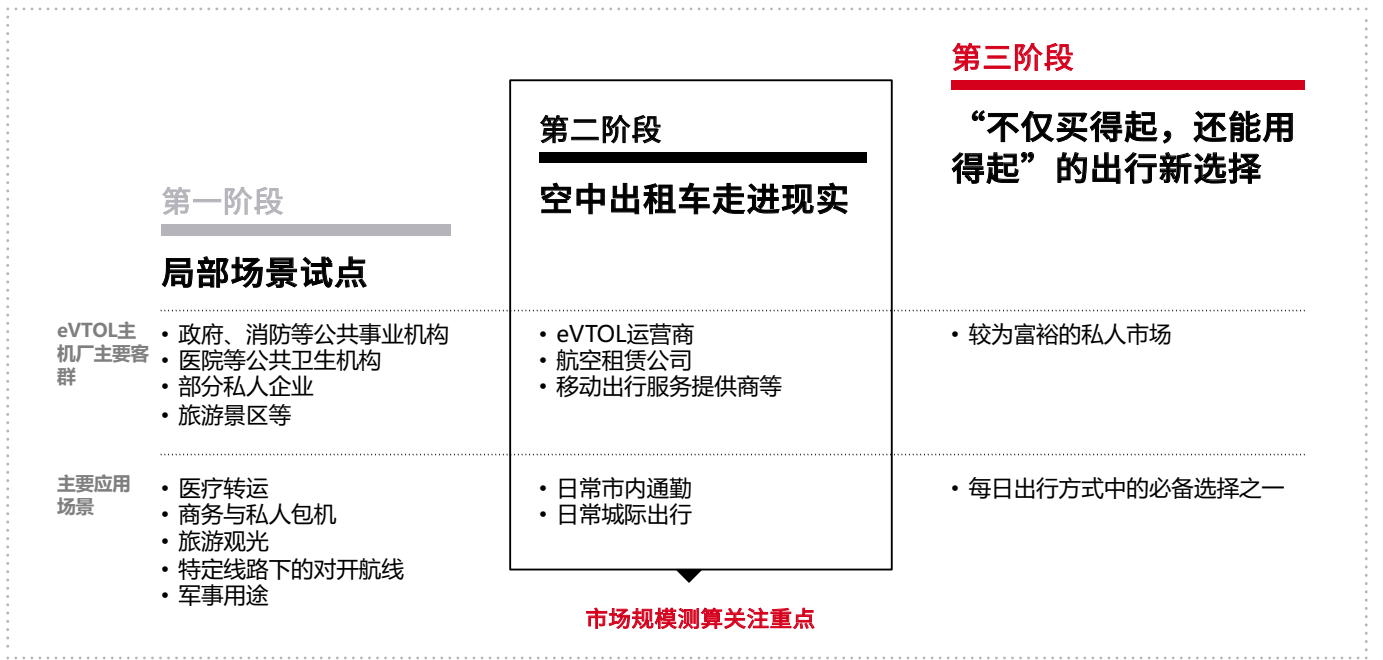 第一阶段
局部场景试点
第二阶段
空中出租车走进现实
第三阶段
“不仅买得起，还能用
得起”的出行新选择
eVTOL主
机厂主要客
群
• 政府、消防等公共事业机构
• 医院等公共卫生机构
• 部分私人企业
• 旅游景区等
• eVTOL运营商
• 航空租赁公司
• 移动出行服务提供商等
• 较为富裕的私人市场
主要应用
场景
• 医疗转运
• 商务与私人包机
• 旅游观光
• 特定线路下的对开航线
• 军事用途
• 日常市内通勤
• 日常城际出行
• 每日出行方式中的必备选择之一
市场规模测算关注重点